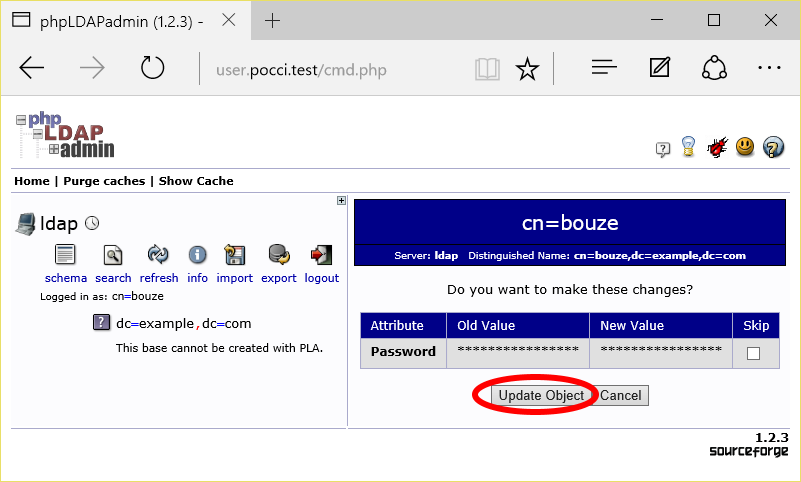 phpLDAPadmin (1.2.3) -
user.pocci.test/cmd.php
php
LDAP
admin
Home | Purge caches | Show Cache
ldap
schema search refresh info import export logout
Logged in as: cn=bouze
dc=example,dc=com
This base cannot be created with PLA.
cn=bouze
Server: ldap Distinguished Name: cn=bouze,dc=example,dc=com
Do you want to make these changes?
Attribute Old Value New Value Skip
Password **************** ****************
Update Object Cancel
1.2.3
sourceforge